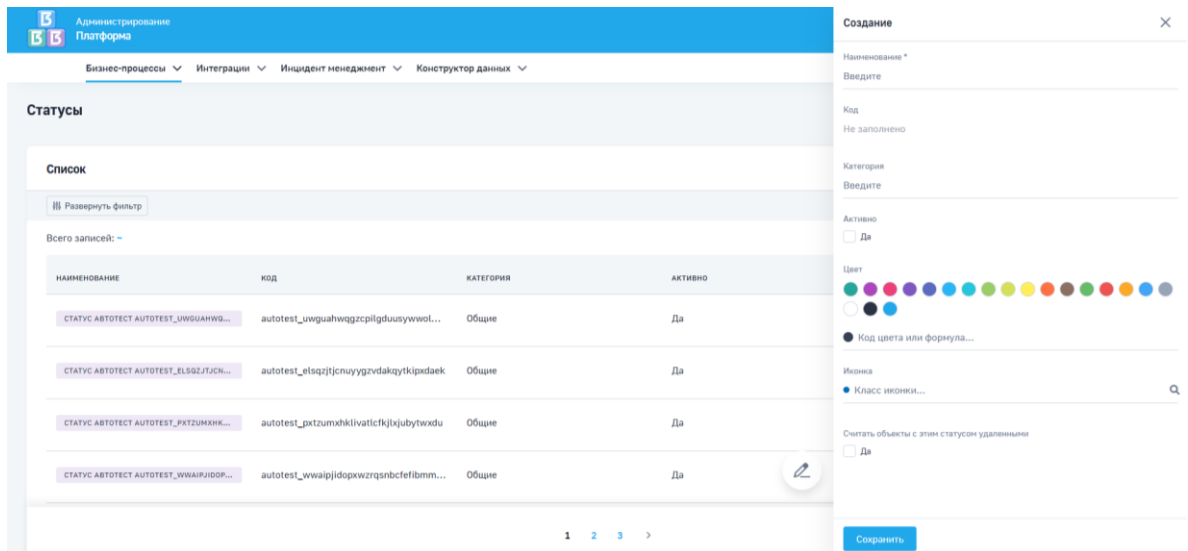 Администрирование
Платформа
Бизнес-процессы Интеграции Инцидент менеджмент Конструктор данных
Статусы
Список
Развернуть фильтр
Всего записей: ~
НАИМЕНОВАНИЕ КОД КАТЕГОРИЯ АКТИВНО
СТАТУС АВТОТЕСТ AUTOTEST_UWGUAHWQ... autotest_uwguahwqgzcpilgduusywwol... Общие Да
СТАТУС АВТОТЕСТ AUTOTEST_ELSQZJTJCN... autotest_elsqzjtjcnuyygzvdakqytkipxdaek Общие Да
СТАТУС АВТОТЕСТ AUTOTEST_PXTZUMXHK... autotest_pxtzumxhklivatlcfkjlxjubytwxdu Общие Да
СТАТУС АВТОТЕСТ AUTOTEST_WWAIPJIDOP... autotest_wwaipjidopxwzrqsnbcfefibmm... Общие Да
1 2 3
Создание
Наименование *
Введите
Код
Не заполнено
Категория
Введите
Активно
Да
Цвет
Код цвета или формула...
Иконка
Класс иконки...
Считать объекты с этим статусом удаленными
Да
Сохранить